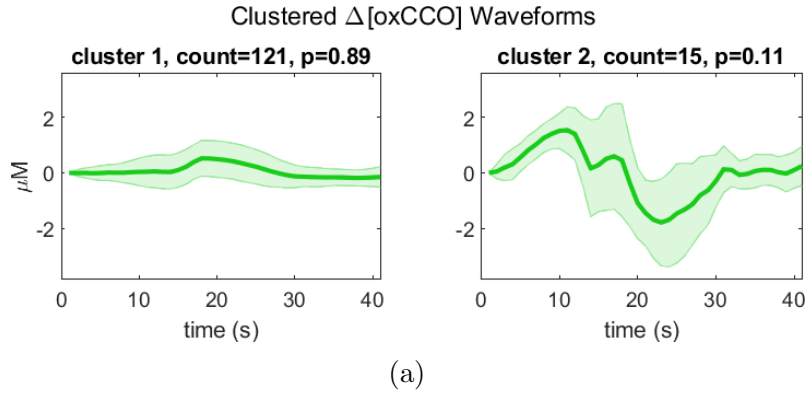 Clustered Δ[oxCCO] Waveforms
cluster 1, count=121, p=0.89
cluster 2, count=15, p=0.11
μM
2
0
-2
0
10
20
30
40
time (s)
2
0
-2
0
10
20
30
40
time (s)
(a)